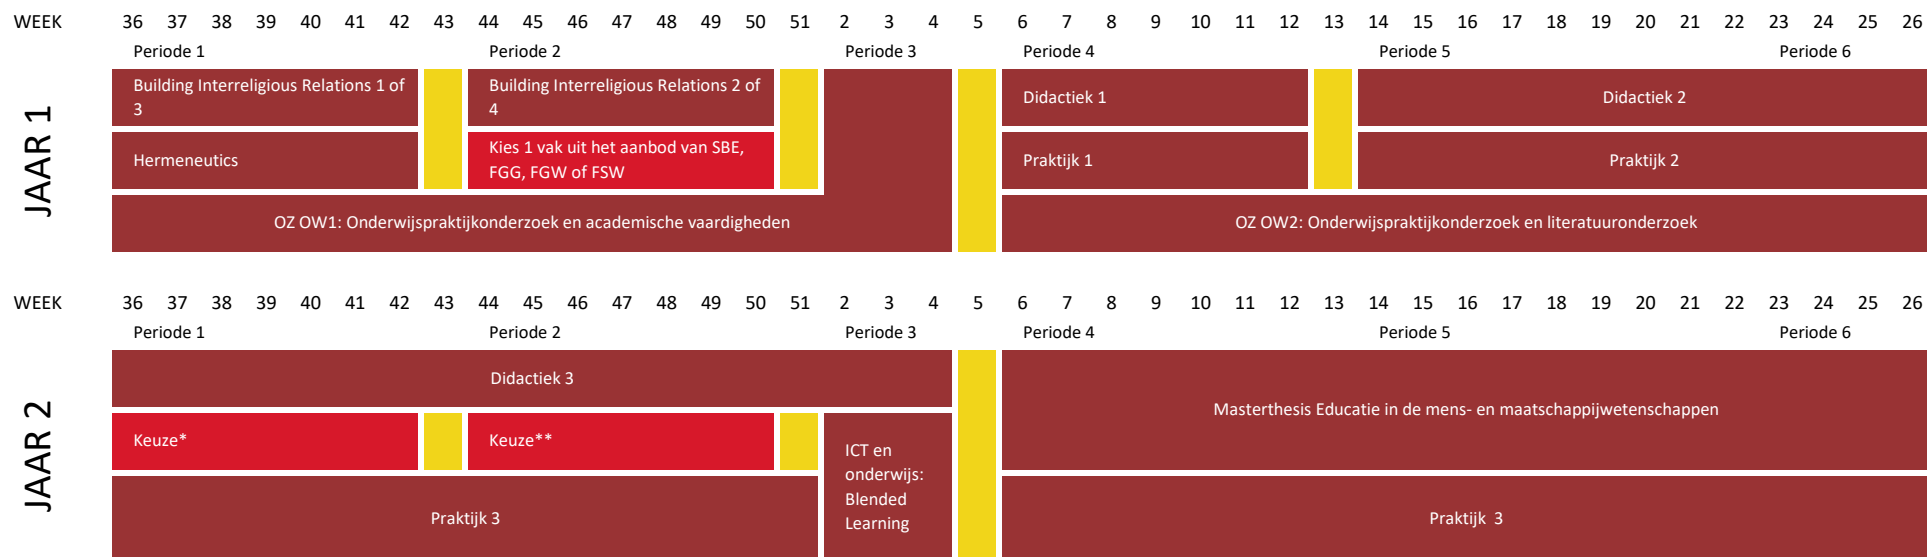 WEEK 36 37 38 39 40 41 42 43 44 45 46 47 48 49 50 51 2 3 4 5 6 7 8 9 10 11 12 13 14 15 16 17 18 19 20 21 22 23 24 25 26
Periode 1 Periode 2 Periode 3 Periode 4 Periode 5 Periode 6
JAAR 1
Building Interreligious Relations 1 of
3
Building Interreligious Relations 2 of
4
Didactiek 1
Didactiek 2
Hermeneutics
Kies 1 vak uit het aanbod van SBE,
FGG, FGW of FSW
Praktijk 1
Praktijk 2
OZ OW1: Onderwijspraktijkonderzoek en academische vaardigheden
OZ OW2: Onderwijspraktijkonderzoek en literatuuronderzoek
WEEK 36 37 38 39 40 41 42 43 44 45 46 47 48 49 50 51 2 3 4 5 6 7 8 9 10 11 12 13 14 15 16 17 18 19 20 21 22 23 24 25 26
Periode 1 Periode 2 Periode 3 Periode 4 Periode 5 Periode 6
JAAR 2
Didactiek 3
Masterthesis Educatie in de mens- en maatschappijwetenschappen
Keuze*
Keuze**
ICT en
onderwijs:
Blended
Learning
Praktijk 3
Praktijk 3